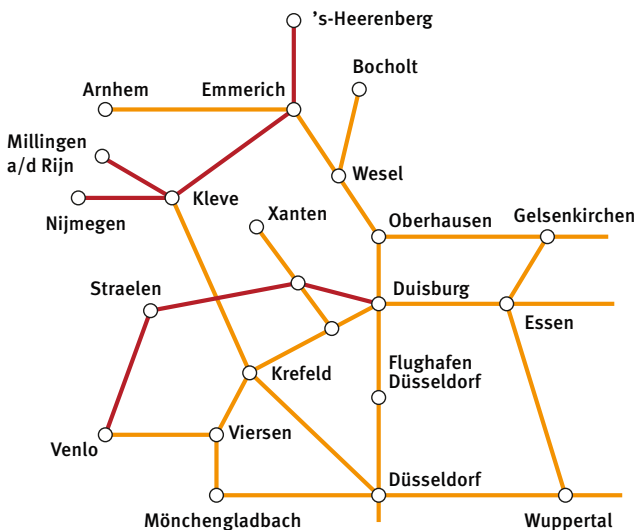 's-Heerenberg
Bocholt
Arnhem
Emmerich
Millingen
a/d Rijn
Wesel
Kleve
Xanten
Nijmegen
Oberhausen
Gelsenkirchen
Straelen
Duisburg
Essen
Flughafen
Düsseldorf
Krefeld
Venlo
Viersen
Düsseldorf
Mönchengladbach
Wuppertal